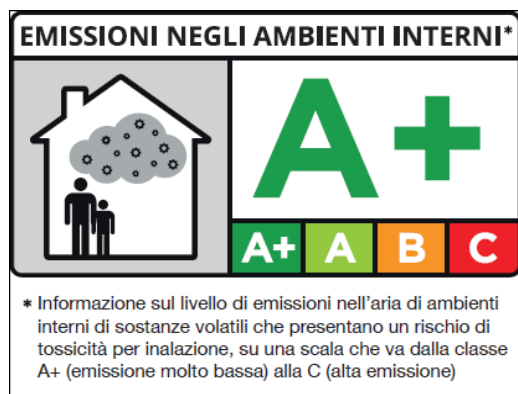 EMISSIONI NEGLI AMBIENTI INTERNI*
A+
A+ A B C
* Informazione sul livello di emissioni nell'aria di ambienti
interni di sostanze volatili che presentano un rischio di
tossicità per inalazione, su una scala che va dalla classe
A+ (emissione molto bassa) alla C (alta emissione)